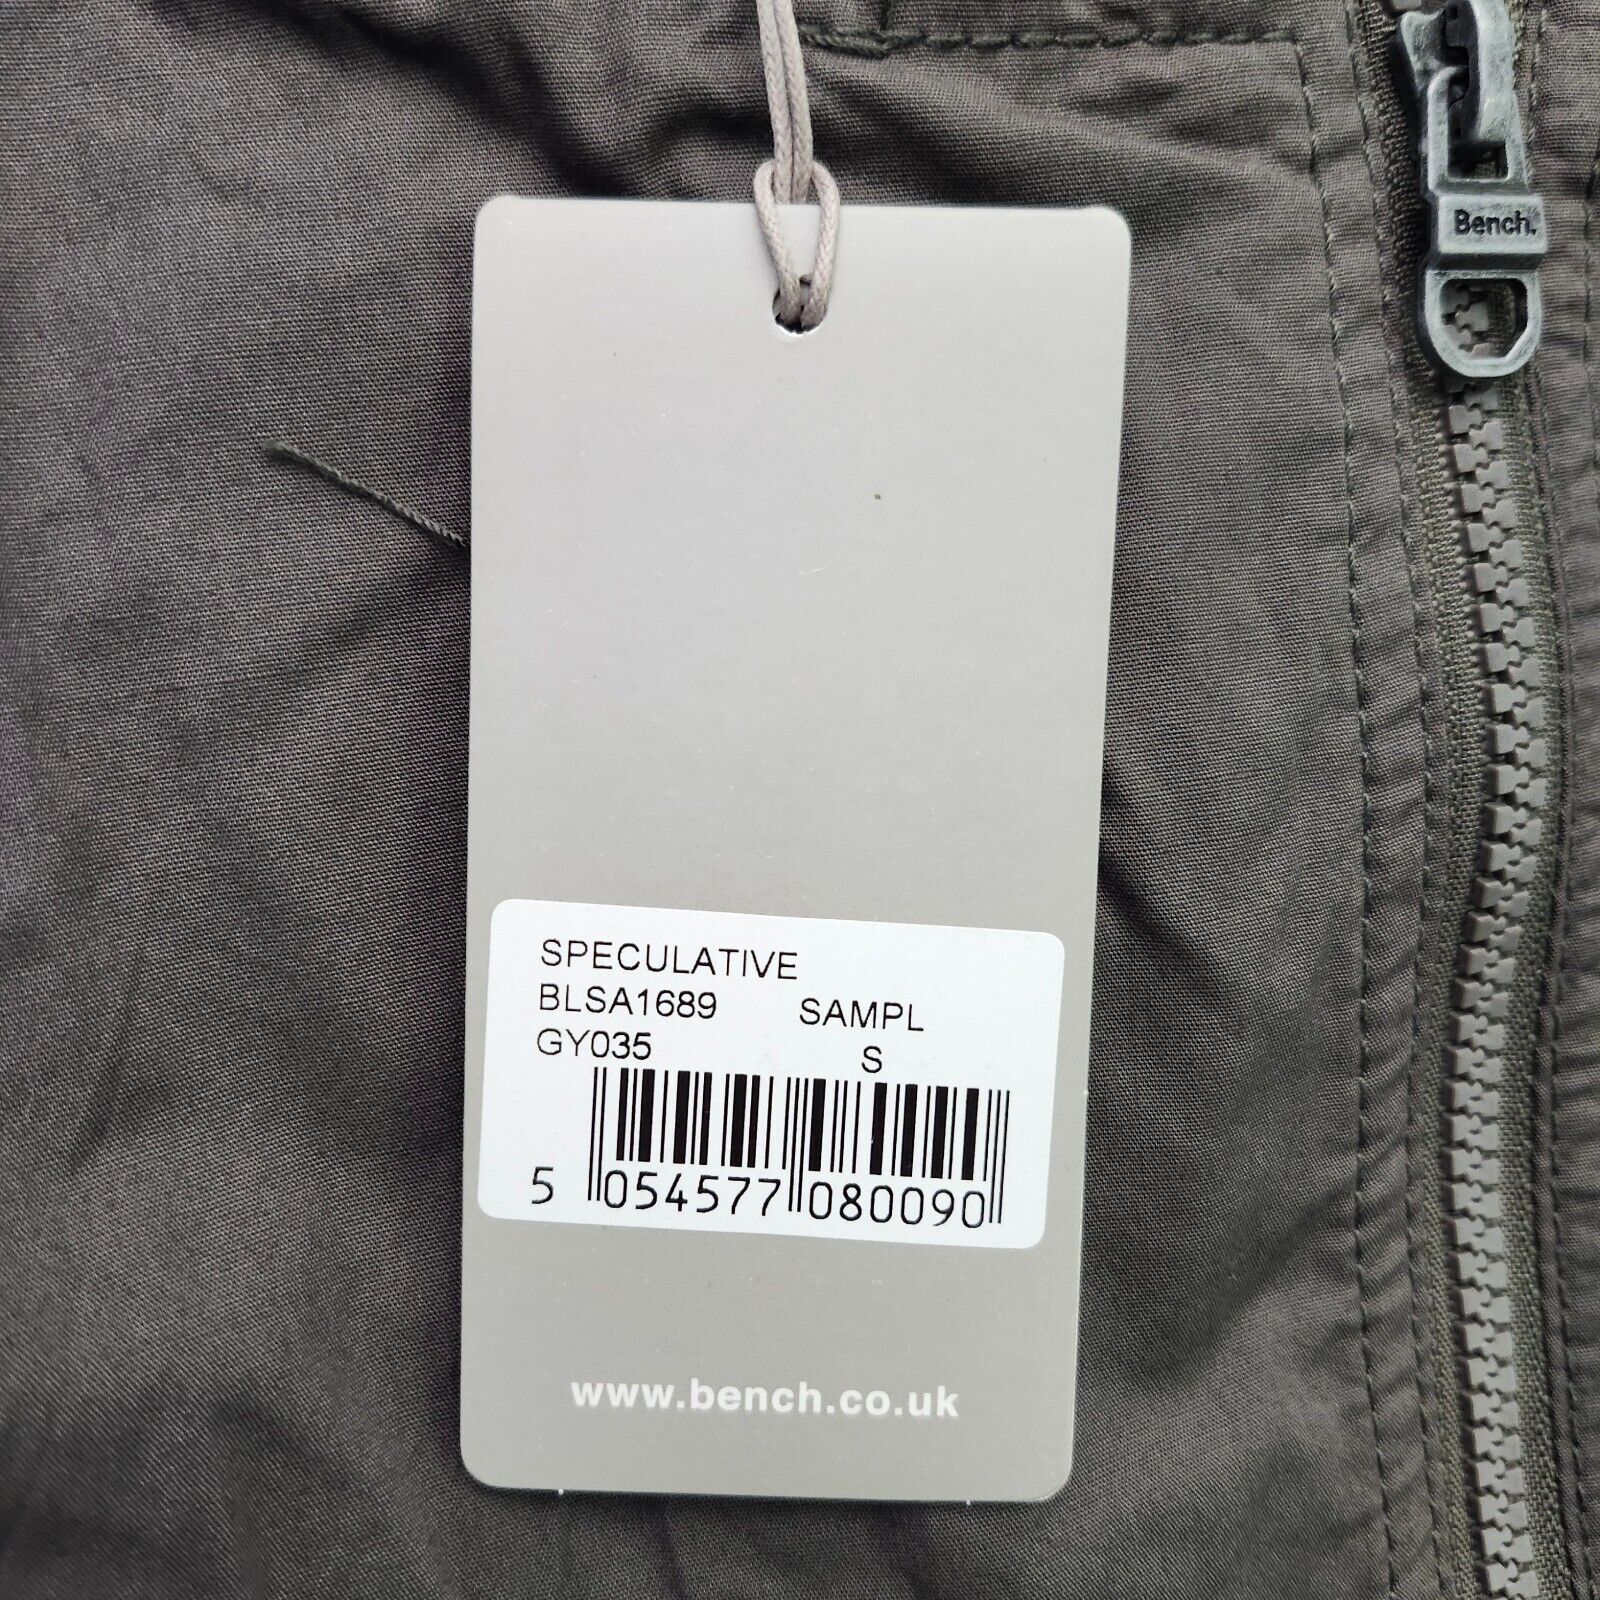 Bench.
SPECULATIVE
BLSA1689 SAMPL
GY035 S
5 054577 080090
www.bench.co.uk